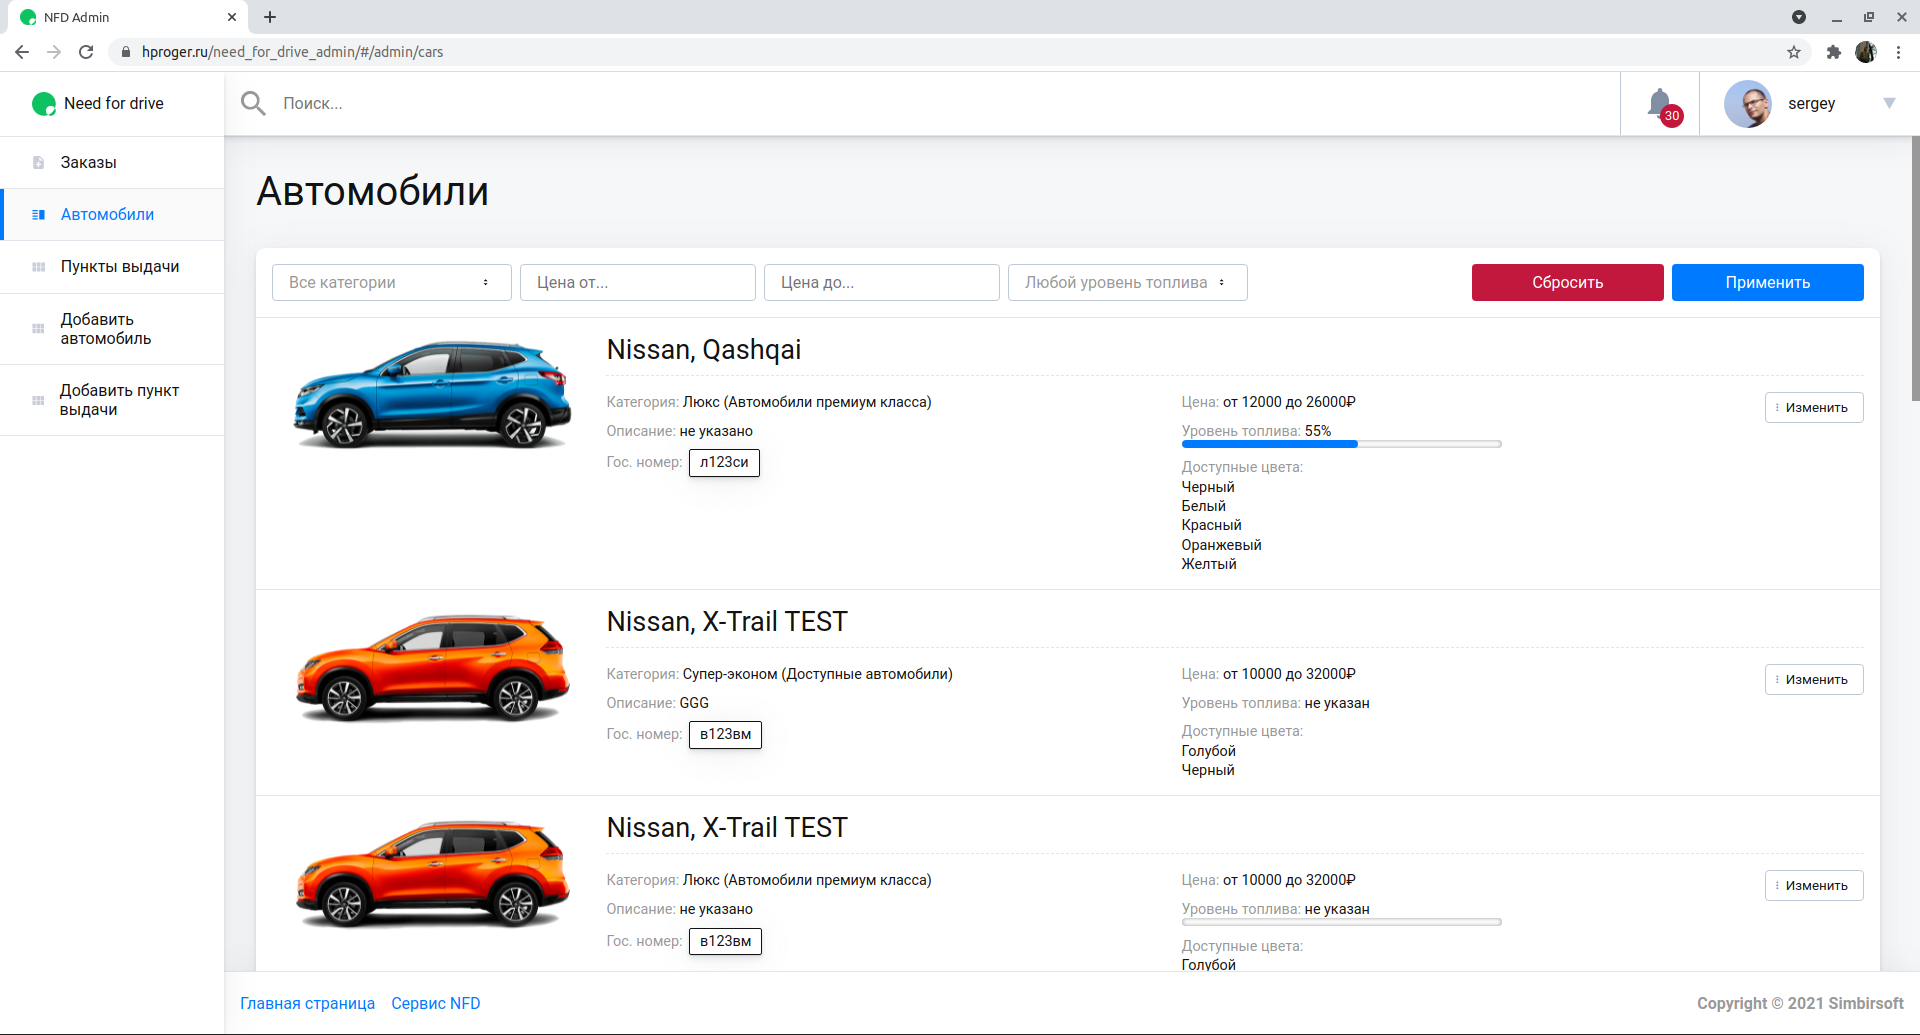 NFD Admin
hproger.ru/need_for_drive_admin/#/admin/cars
Need for drive
Поиск...
30
sergey
Заказы
Автомобили
Пункты выдачи
Добавить
автомобиль
Добавить пункт
выдачи
Автомобили
Все категории
Цена от...
Цена до...
Любой уровень топлива
Сбросить
Применить
Nissan, Qashqai
Категория: Люкс (Автомобили премиум класса)
Описание: не указано
Гос. номер: л123си
Цена: от 12000 до 26000₽
Уровень топлива: 55%
Доступные цвета:
Черный
Белый
Красный
Оранжевый
Желтый
Изменить
Nissan, X-Trail TEST
Категория: Супер-эконом (Доступные автомобили)
Описание: GGG
Гос. номер: в123вм
Цена: от 10000 до 32000₽
Уровень топлива: не указан
Доступные цвета:
Голубой
Черный
Изменить
Nissan, X-Trail TEST
Категория: Люкс (Автомобили премиум класса)
Описание: не указано
Гос. номер: в123вм
Цена: от 10000 до 32000₽
Уровень топлива: не указан
Доступные цвета:
Голубой
Изменить
Главная страница
Сервис NFD
Copyright © 2021 Simbirsoft